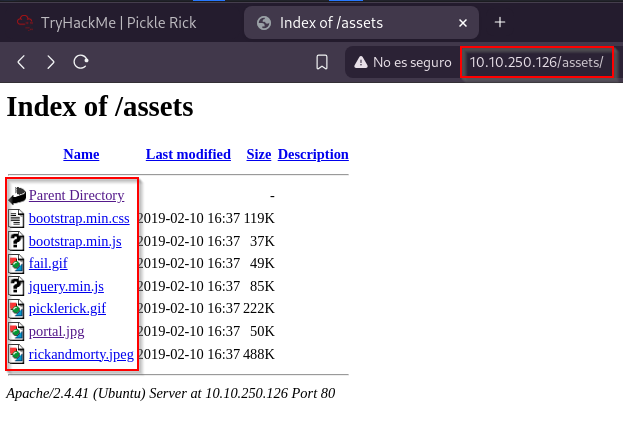 TryHackMe | Pickle Rick
Index of /assets
No es seguro
10.10.250.126/assets/
Index of /assets
Name Last modified Size Description
Parent Directory -
bootstrap.min.css 2019-02-10 16:37 119K
bootstrap.min.js 2019-02-10 16:37 37K
fail.gif 2019-02-10 16:37 49K
jquery.min.js 2019-02-10 16:37 85K
picklerick.gif 2019-02-10 16:37 222K
portal.jpg 2019-02-10 16:37 50K
rickandmorty.jpeg 2019-02-10 16:37 488K
Apache/2.4.41 (Ubuntu) Server at 10.10.250.126 Port 80